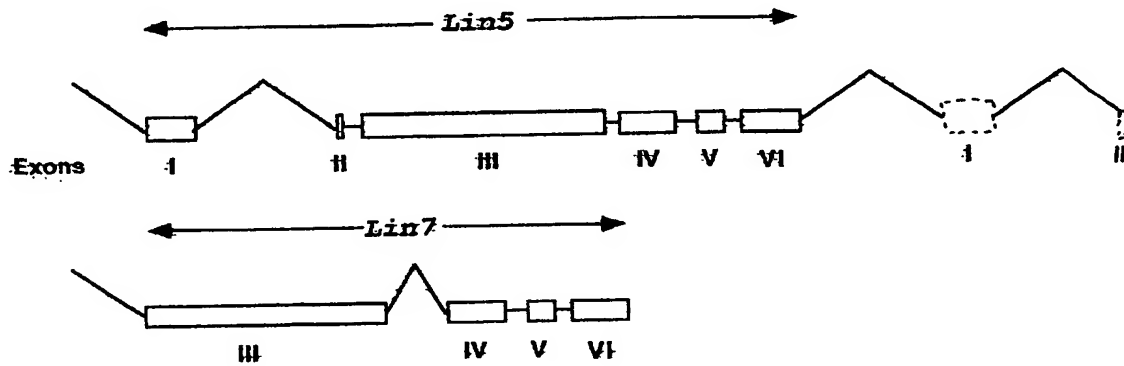 Lin5
Exons I II III IV V VI I II
Lin7
III IV V VI